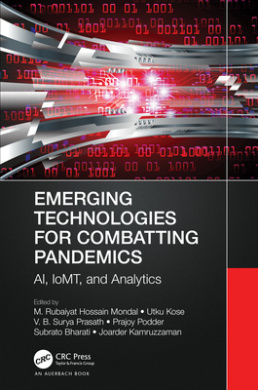 EMERGING
TECHNOLOGIES
FOR COMBATTING
PANDEMICS
AI, IoMT, and Analytics
Edited by
M. Rubaiyat Hossain Mondal • Utku Kose
V. B. Surya Prasath • Prajoy Podder
Subrato Bharati • Joarder Kamruzzaman
CRC Press
Taylor & Francis Group
AN AUERBACH BOOK